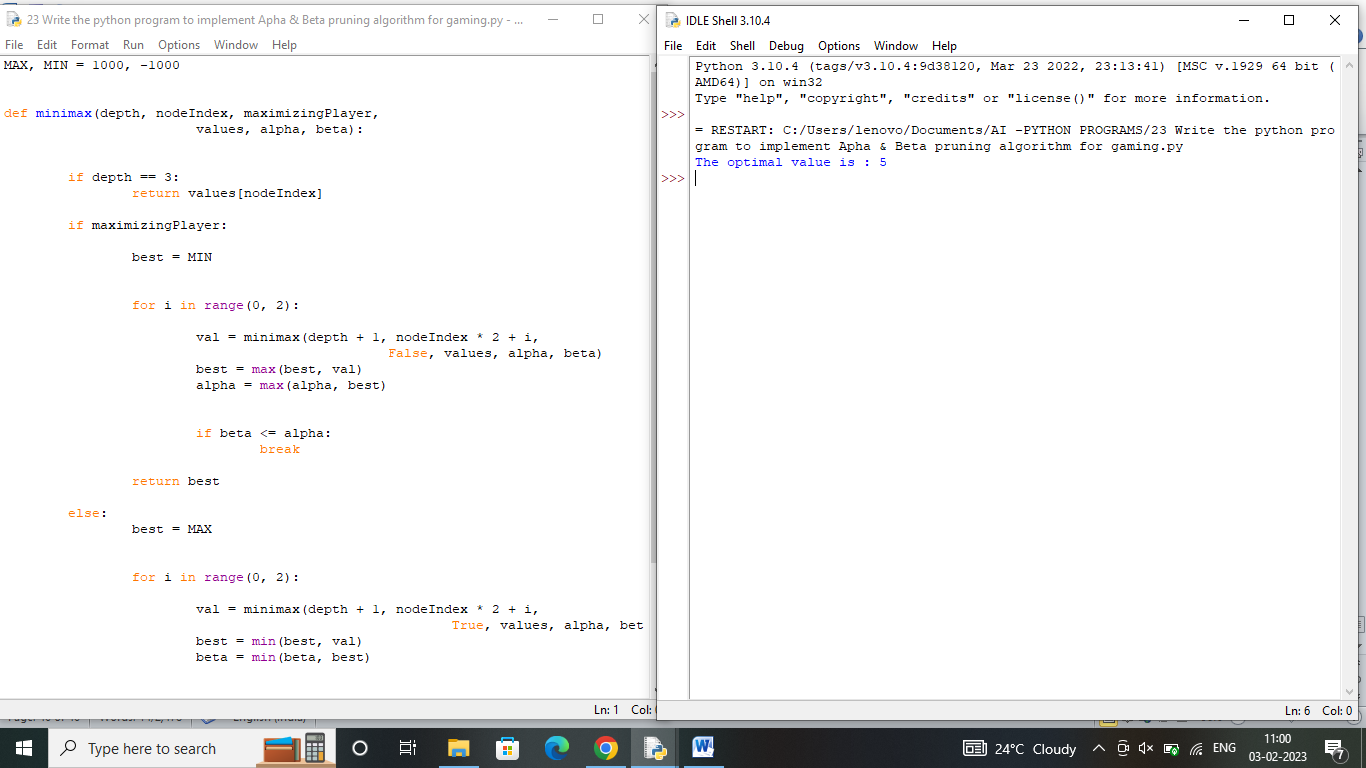 23 Write the python program to implement Apha & Beta pruning algorithm for gaming.py - ...
File Edit Format Run Options Window Help
MAX, MIN = 1000, -1000
def minimax(depth, nodeIndex, maximizingPlayer,
values, alpha, beta):
if depth == 3:
return values[nodeIndex]
if maximizingPlayer:
best = MIN
for i in range(0, 2):
val = minimax(depth + 1, nodeIndex * 2 + i,
False, values, alpha, beta)
best = max(best, val)
alpha = max(alpha, best)
if beta <= alpha:
break
return best
else:
best = MAX
for i in range(0, 2):
val = minimax(depth + 1, nodeIndex * 2 + i,
True, values, alpha, bet
best = min(best, val)
beta = min(beta, best)
Ln: 1 Col:
IDLE Shell 3.10.4
File Edit Shell Debug Options Window Help
Python 3.10.4 (tags/v3.10.4:9d38120, Mar 23 2022, 23:13:41) [MSC v.1929 64 bit (
AMD64)] on win32
Type "help", "copyright", "credits" or "license()" for more information.
>>>
= RESTART: C:/Users/lenovo/Documents/AI -PYTHON PROGRAMS/23 Write the python pro
gram to implement Apha & Beta pruning algorithm for gaming.py
The optimal value is : 5
>>>
Ln: 6 Col: 0
Type here to search
24°C Cloudy
ENG
11:00
03-02-2023
7